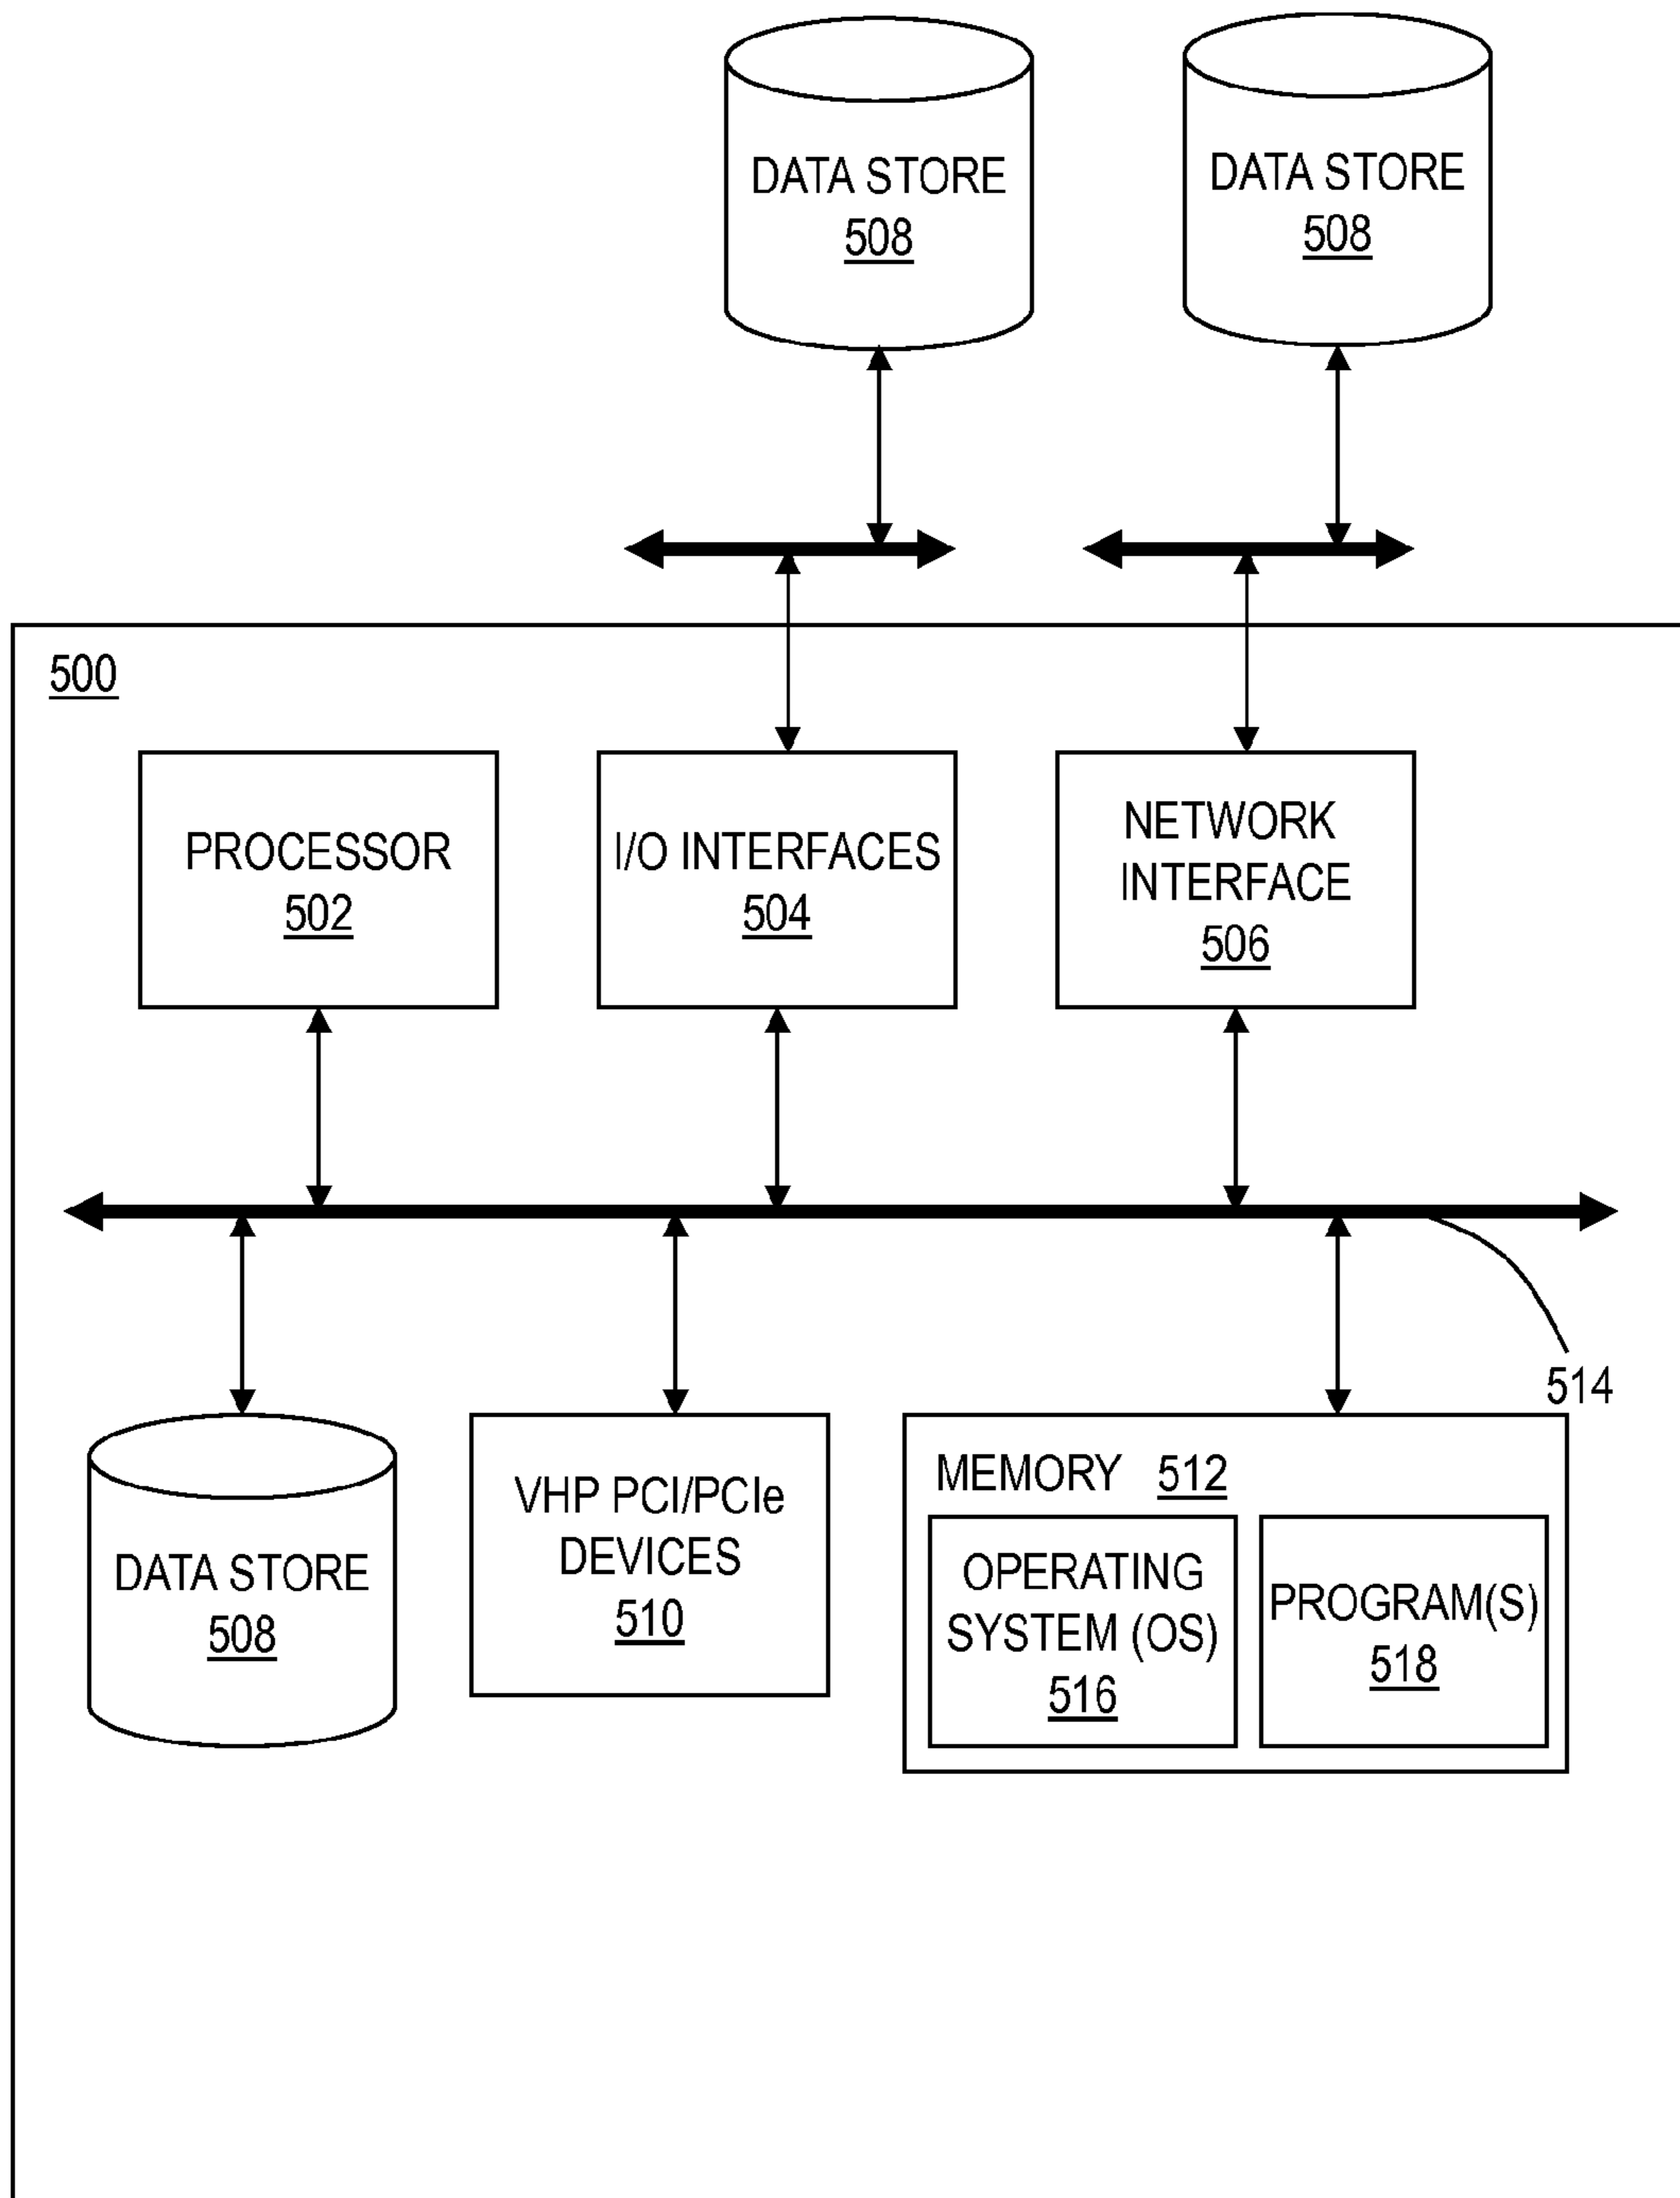 DATA STORE
508
DATA STORE
508
500
PROCESSOR
502
I/O INTERFACES
504
NETWORK
INTERFACE
506
514
DATA STORE
508
VHP PCI/PCIe
DEVICES
510
MEMORY 512
OPERATING
SYSTEM (OS)
516
PROGRAM(S)
518